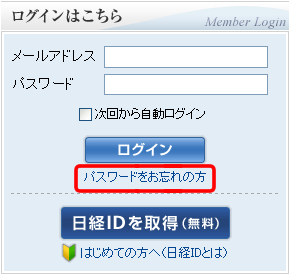 ログインはこちら Member Login
メールアドレス
パスワード
次回から自動ログイン
ログイン
パスワードをお忘れの方
日経IDを取得(無料)
はじめての方へ(日経IDとは)